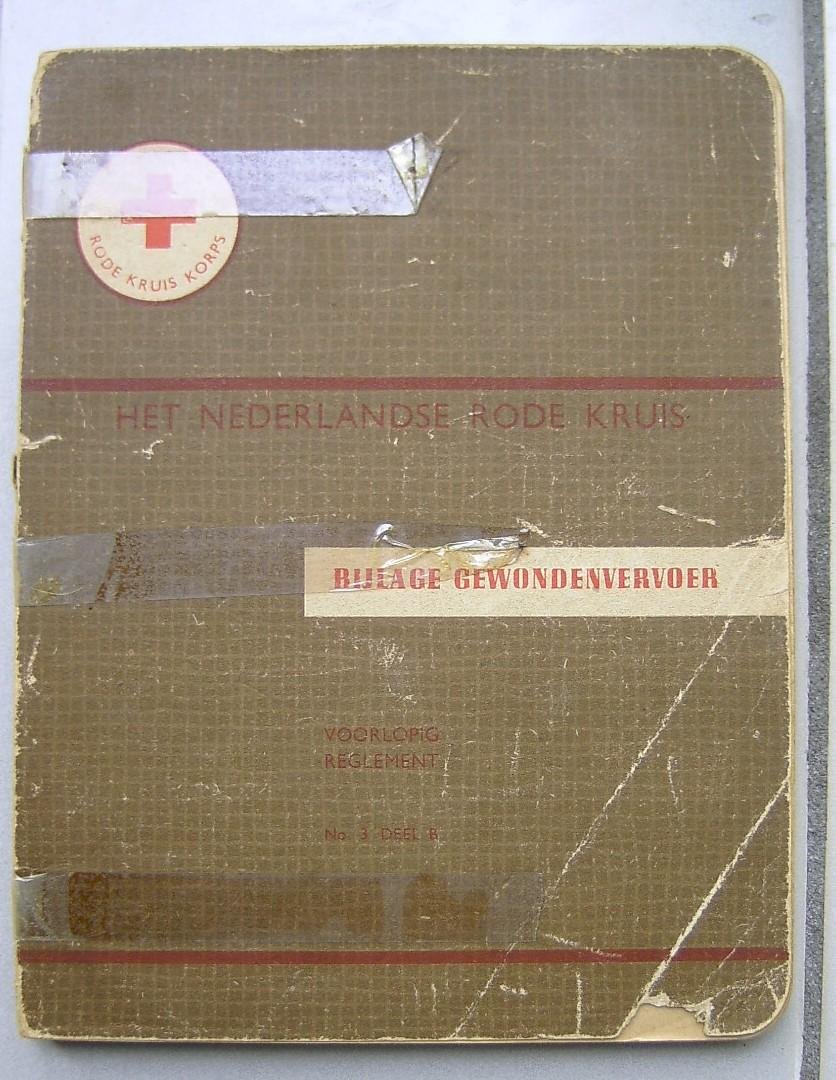 RODE KRUIS KORPS
HET NEDERLANDSE RODE KRUIS
BIJLAGE GEWONDENVERVOER
VOORLOPIG
REGLEMENT
No. 3 DEEL B